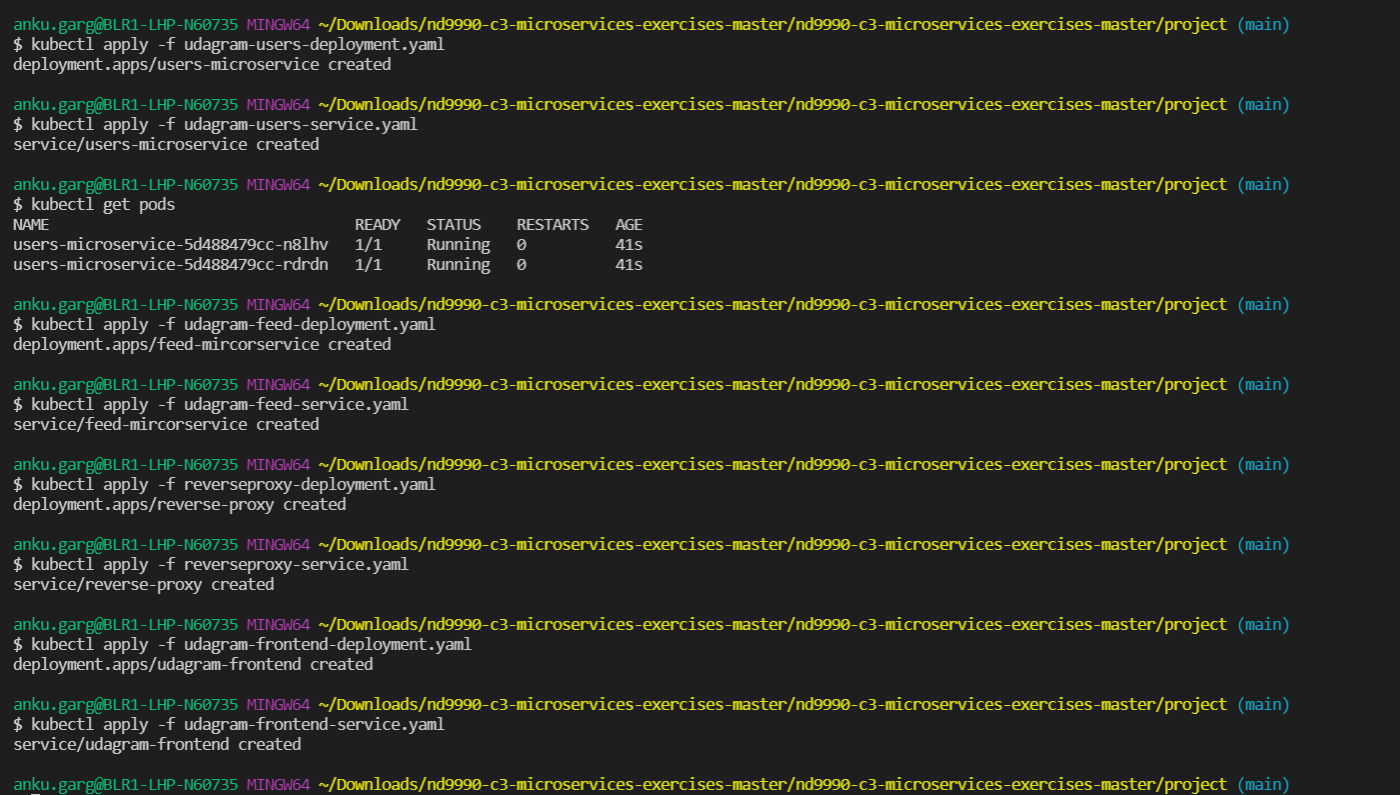 anku.garg@BLR1-LHP-N60735 MINGW64 ~/Downloads/nd9990-c3-microservices-exercises-master/nd9990-c3-microservices-exercises-master/project (main)
$ kubectl apply -f udagram-users-deployment.yaml
deployment.apps/users-microservice created
anku.garg@BLR1-LHP-N60735 MINGW64 ~/Downloads/nd9990-c3-microservices-exercises-master/nd9990-c3-microservices-exercises-master/project (main)
$ kubectl apply -f udagram-users-service.yaml
service/users-microservice created
anku.garg@BLR1-LHP-N60735 MINGW64 ~/Downloads/nd9990-c3-microservices-exercises-master/nd9990-c3-microservices-exercises-master/project (main)
$ kubectl get pods
NAME READY STATUS RESTARTS AGE
users-microservice-5d488479cc-n8lhv 1/1 Running 0 41s
users-microservice-5d488479cc-rdrdn 1/1 Running 0 41s
anku.garg@BLR1-LHP-N60735 MINGW64 ~/Downloads/nd9990-c3-microservices-exercises-master/nd9990-c3-microservices-exercises-master/project (main)
$ kubectl apply -f udagram-feed-deployment.yaml
deployment.apps/feed-mircorservice created
anku.garg@BLR1-LHP-N60735 MINGW64 ~/Downloads/nd9990-c3-microservices-exercises-master/nd9990-c3-microservices-exercises-master/project (main)
$ kubectl apply -f udagram-feed-service.yaml
service/feed-mircorservice created
anku.garg@BLR1-LHP-N60735 MINGW64 ~/Downloads/nd9990-c3-microservices-exercises-master/nd9990-c3-microservices-exercises-master/project (main)
$ kubectl apply -f reverseproxy-deployment.yaml
deployment.apps/reverse-proxy created
anku.garg@BLR1-LHP-N60735 MINGW64 ~/Downloads/nd9990-c3-microservices-exercises-master/nd9990-c3-microservices-exercises-master/project (main)
$ kubectl apply -f reverseproxy-service.yaml
service/reverse-proxy created
anku.garg@BLR1-LHP-N60735 MINGW64 ~/Downloads/nd9990-c3-microservices-exercises-master/nd9990-c3-microservices-exercises-master/project (main)
$ kubectl apply -f udagram-frontend-deployment.yaml
deployment.apps/udagram-frontend created
anku.garg@BLR1-LHP-N60735 MINGW64 ~/Downloads/nd9990-c3-microservices-exercises-master/nd9990-c3-microservices-exercises-master/project (main)
$ kubectl apply -f udagram-frontend-service.yaml
service/udagram-frontend created
anku.garg@BLR1-LHP-N60735 MINGW64 ~/Downloads/nd9990-c3-microservices-exercises-master/nd9990-c3-microservices-exercises-master/project (main)